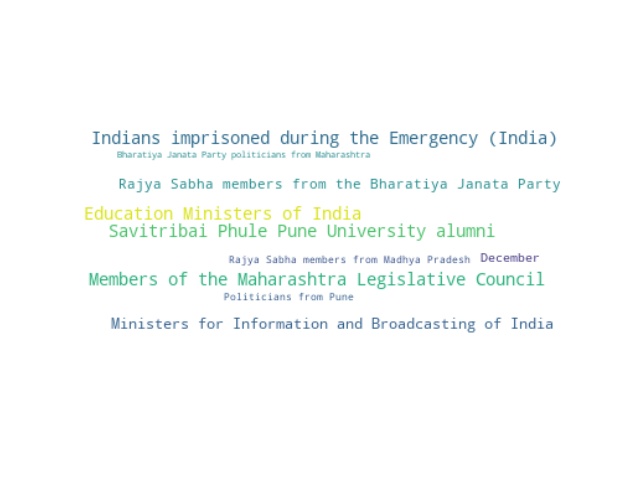 Indians imprisoned during the Emergency (India)
Bharatiya Janata Party politicians from Maharashtra
Rajya Sabha members from the Bharatiya Janata Party
Education Ministers of India
Savitribai Phule Pune University alumni
Rajya Sabha members from Madhya Pradesh December
Members of the Maharashtra Legislative Council
Politicians from Pune
Ministers for Information and Broadcasting of India